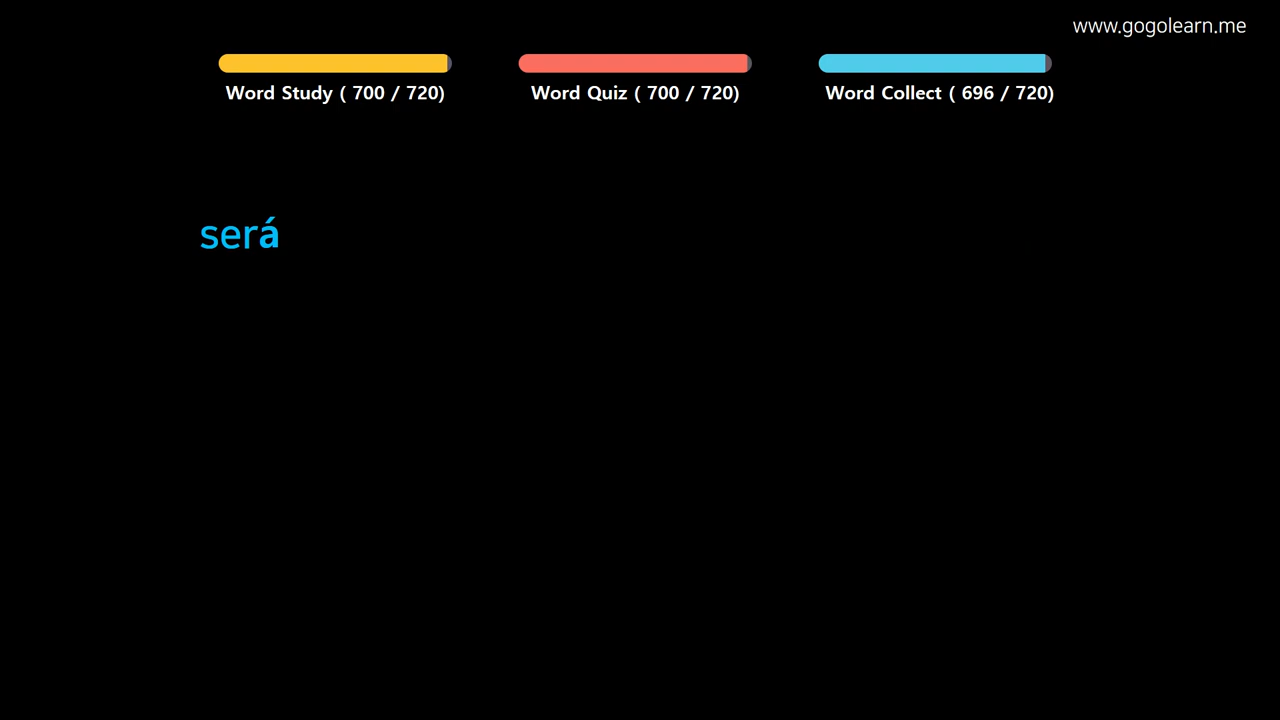 www.gogolearn.me
Word Study ( 700 / 720)
Word Quiz ( 700 / 720)
Word Collect ( 696 / 720)
será